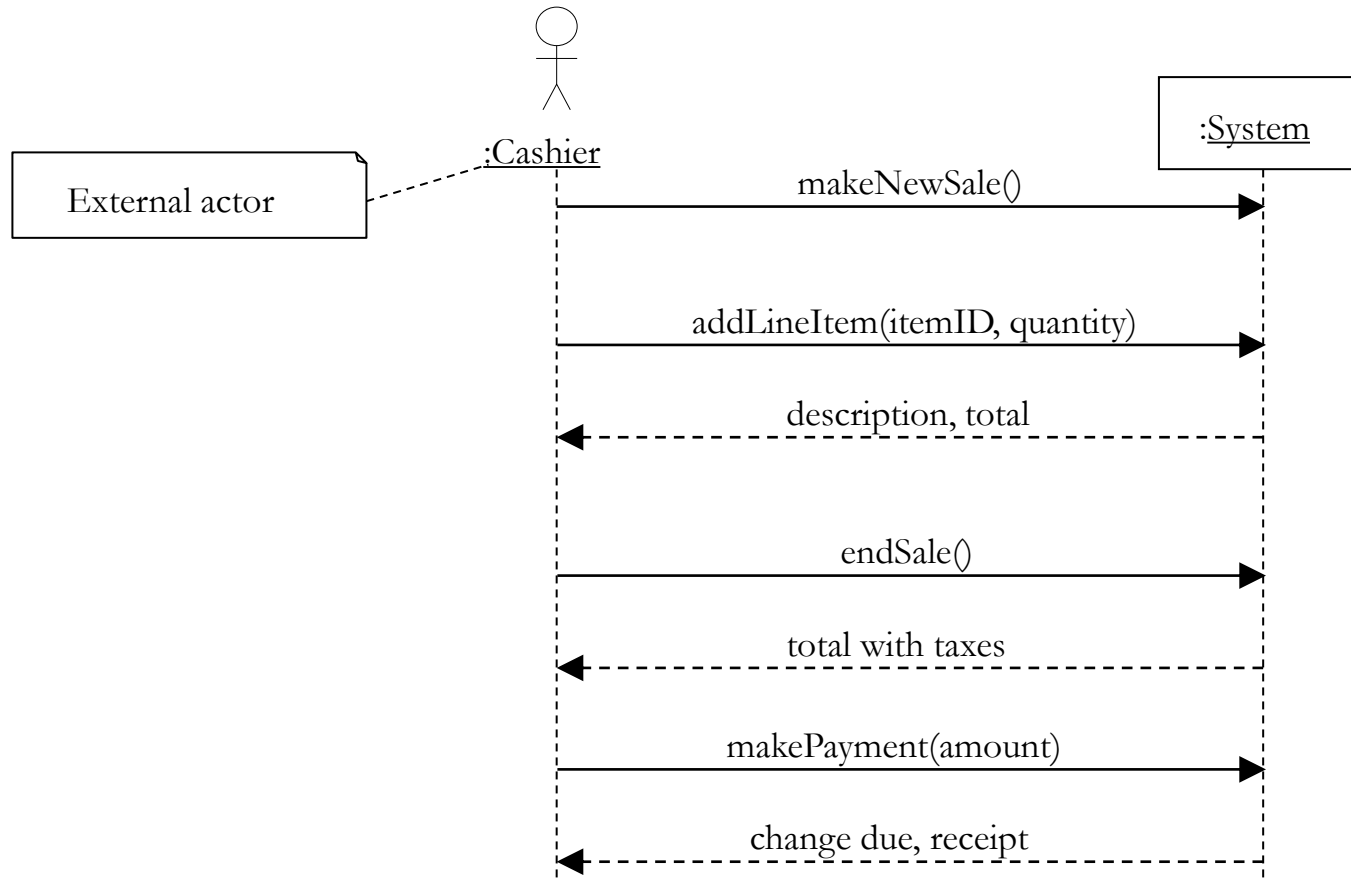 :System
:Cashier
External actor
makeNewSale()
addLineItem(itemID, quantity)
description, total
endSale()
total with taxes
makePayment(amount)
change due, receipt